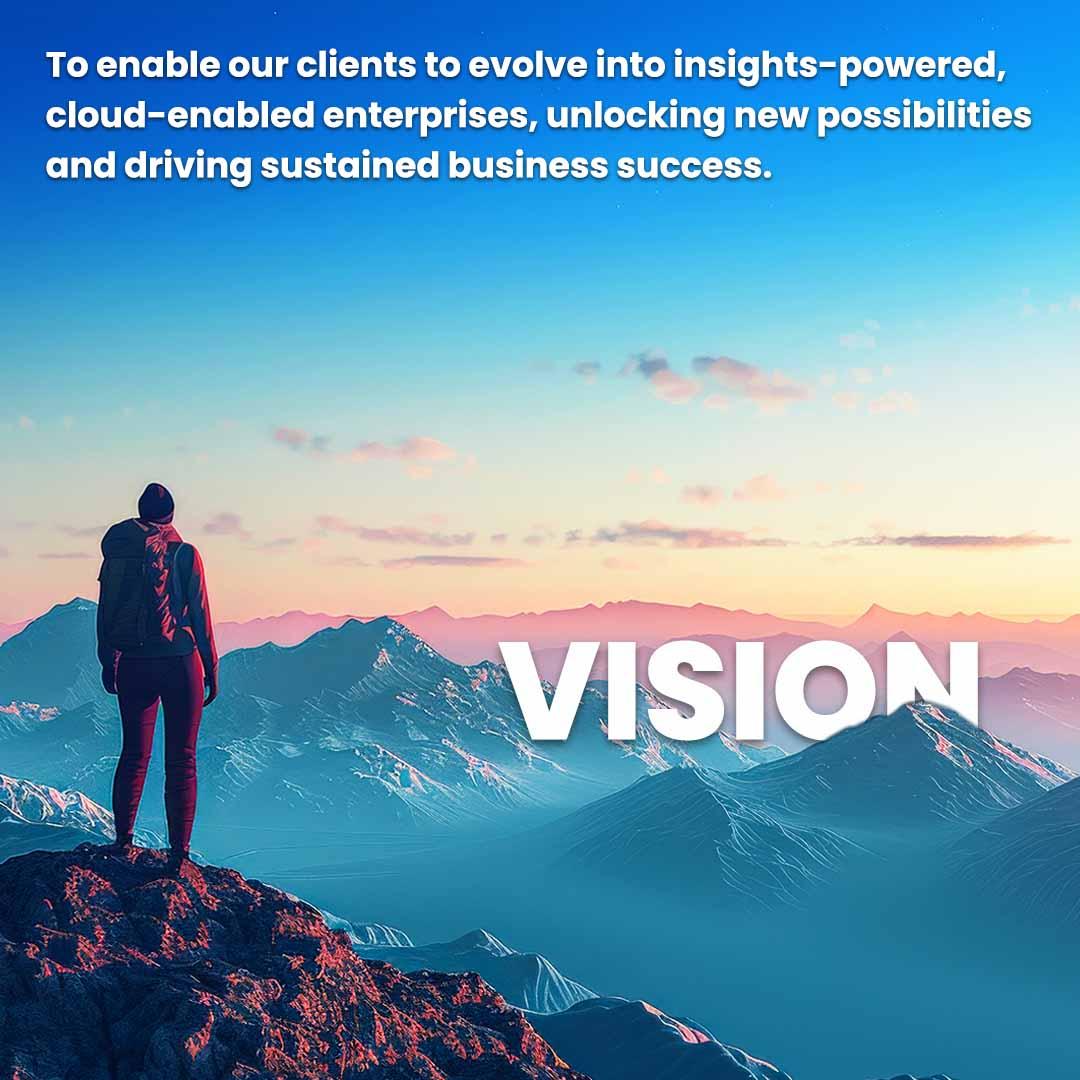 To enable our clients to evolve into insights-powered,
cloud-enabled enterprises, unlocking new possibilities
and driving sustained business success.
VISION